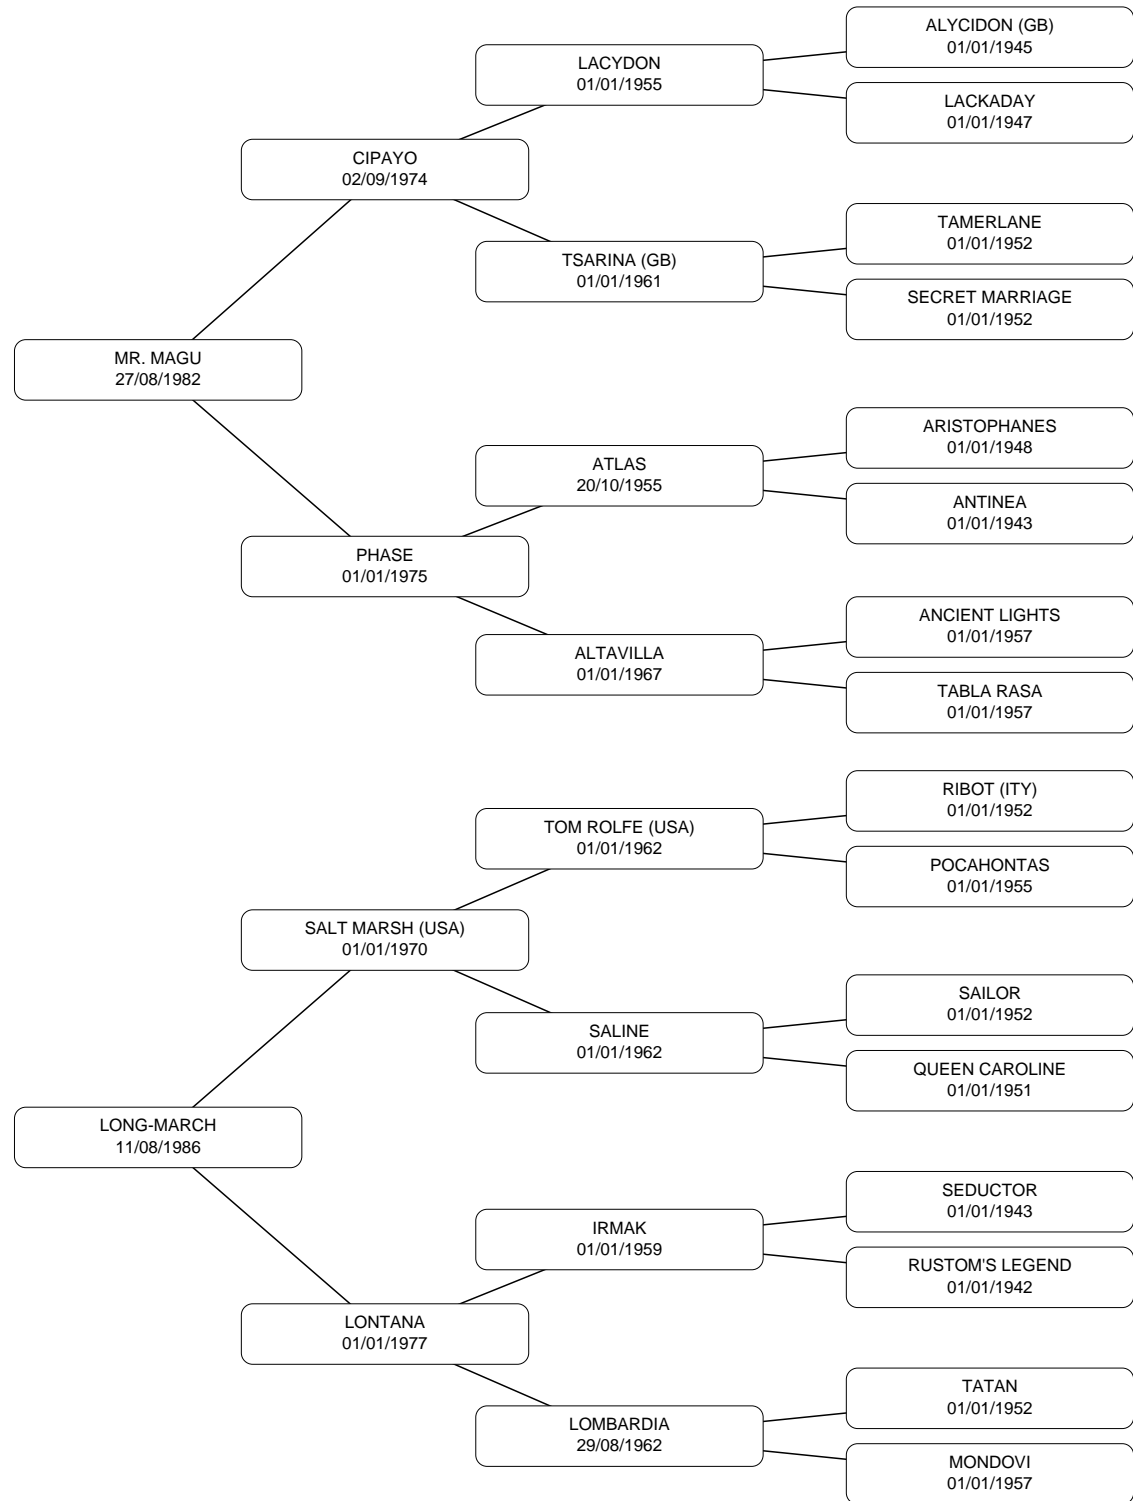 ALYCIDON (GB)
01/01/1945
LACYDON
01/01/1955
LACKADAY
01/01/1947
CIPAYO
02/09/1974
TAMERLANE
01/01/1952
TSARINA (GB)
01/01/1961
SECRET MARRIAGE
01/01/1952
MR. MAGU
27/08/1982
ARISTOPHANES
01/01/1948
ATLAS
20/10/1955
ANTINEA
01/01/1943
PHASE
01/01/1975
ANCIENT LIGHTS
01/01/1957
ALTAVILLA
01/01/1967
TABLA RASA
01/01/1957
RIBOT (ITY)
01/01/1952
TOM ROLFE (USA)
01/01/1962
POCAHONTAS
01/01/1955
SALT MARSH (USA)
01/01/1970
SAILOR
01/01/1952
SALINE
01/01/1962
QUEEN CAROLINE
01/01/1951
LONG-MARCH
11/08/1986
SEDUCTOR
01/01/1943
IRMAK
01/01/1959
RUSTOM'S LEGEND
01/01/1942
LONTANA
01/01/1977
TATAN
01/01/1952
LOMBARDIA
29/08/1962
MONDOVI
01/01/1957